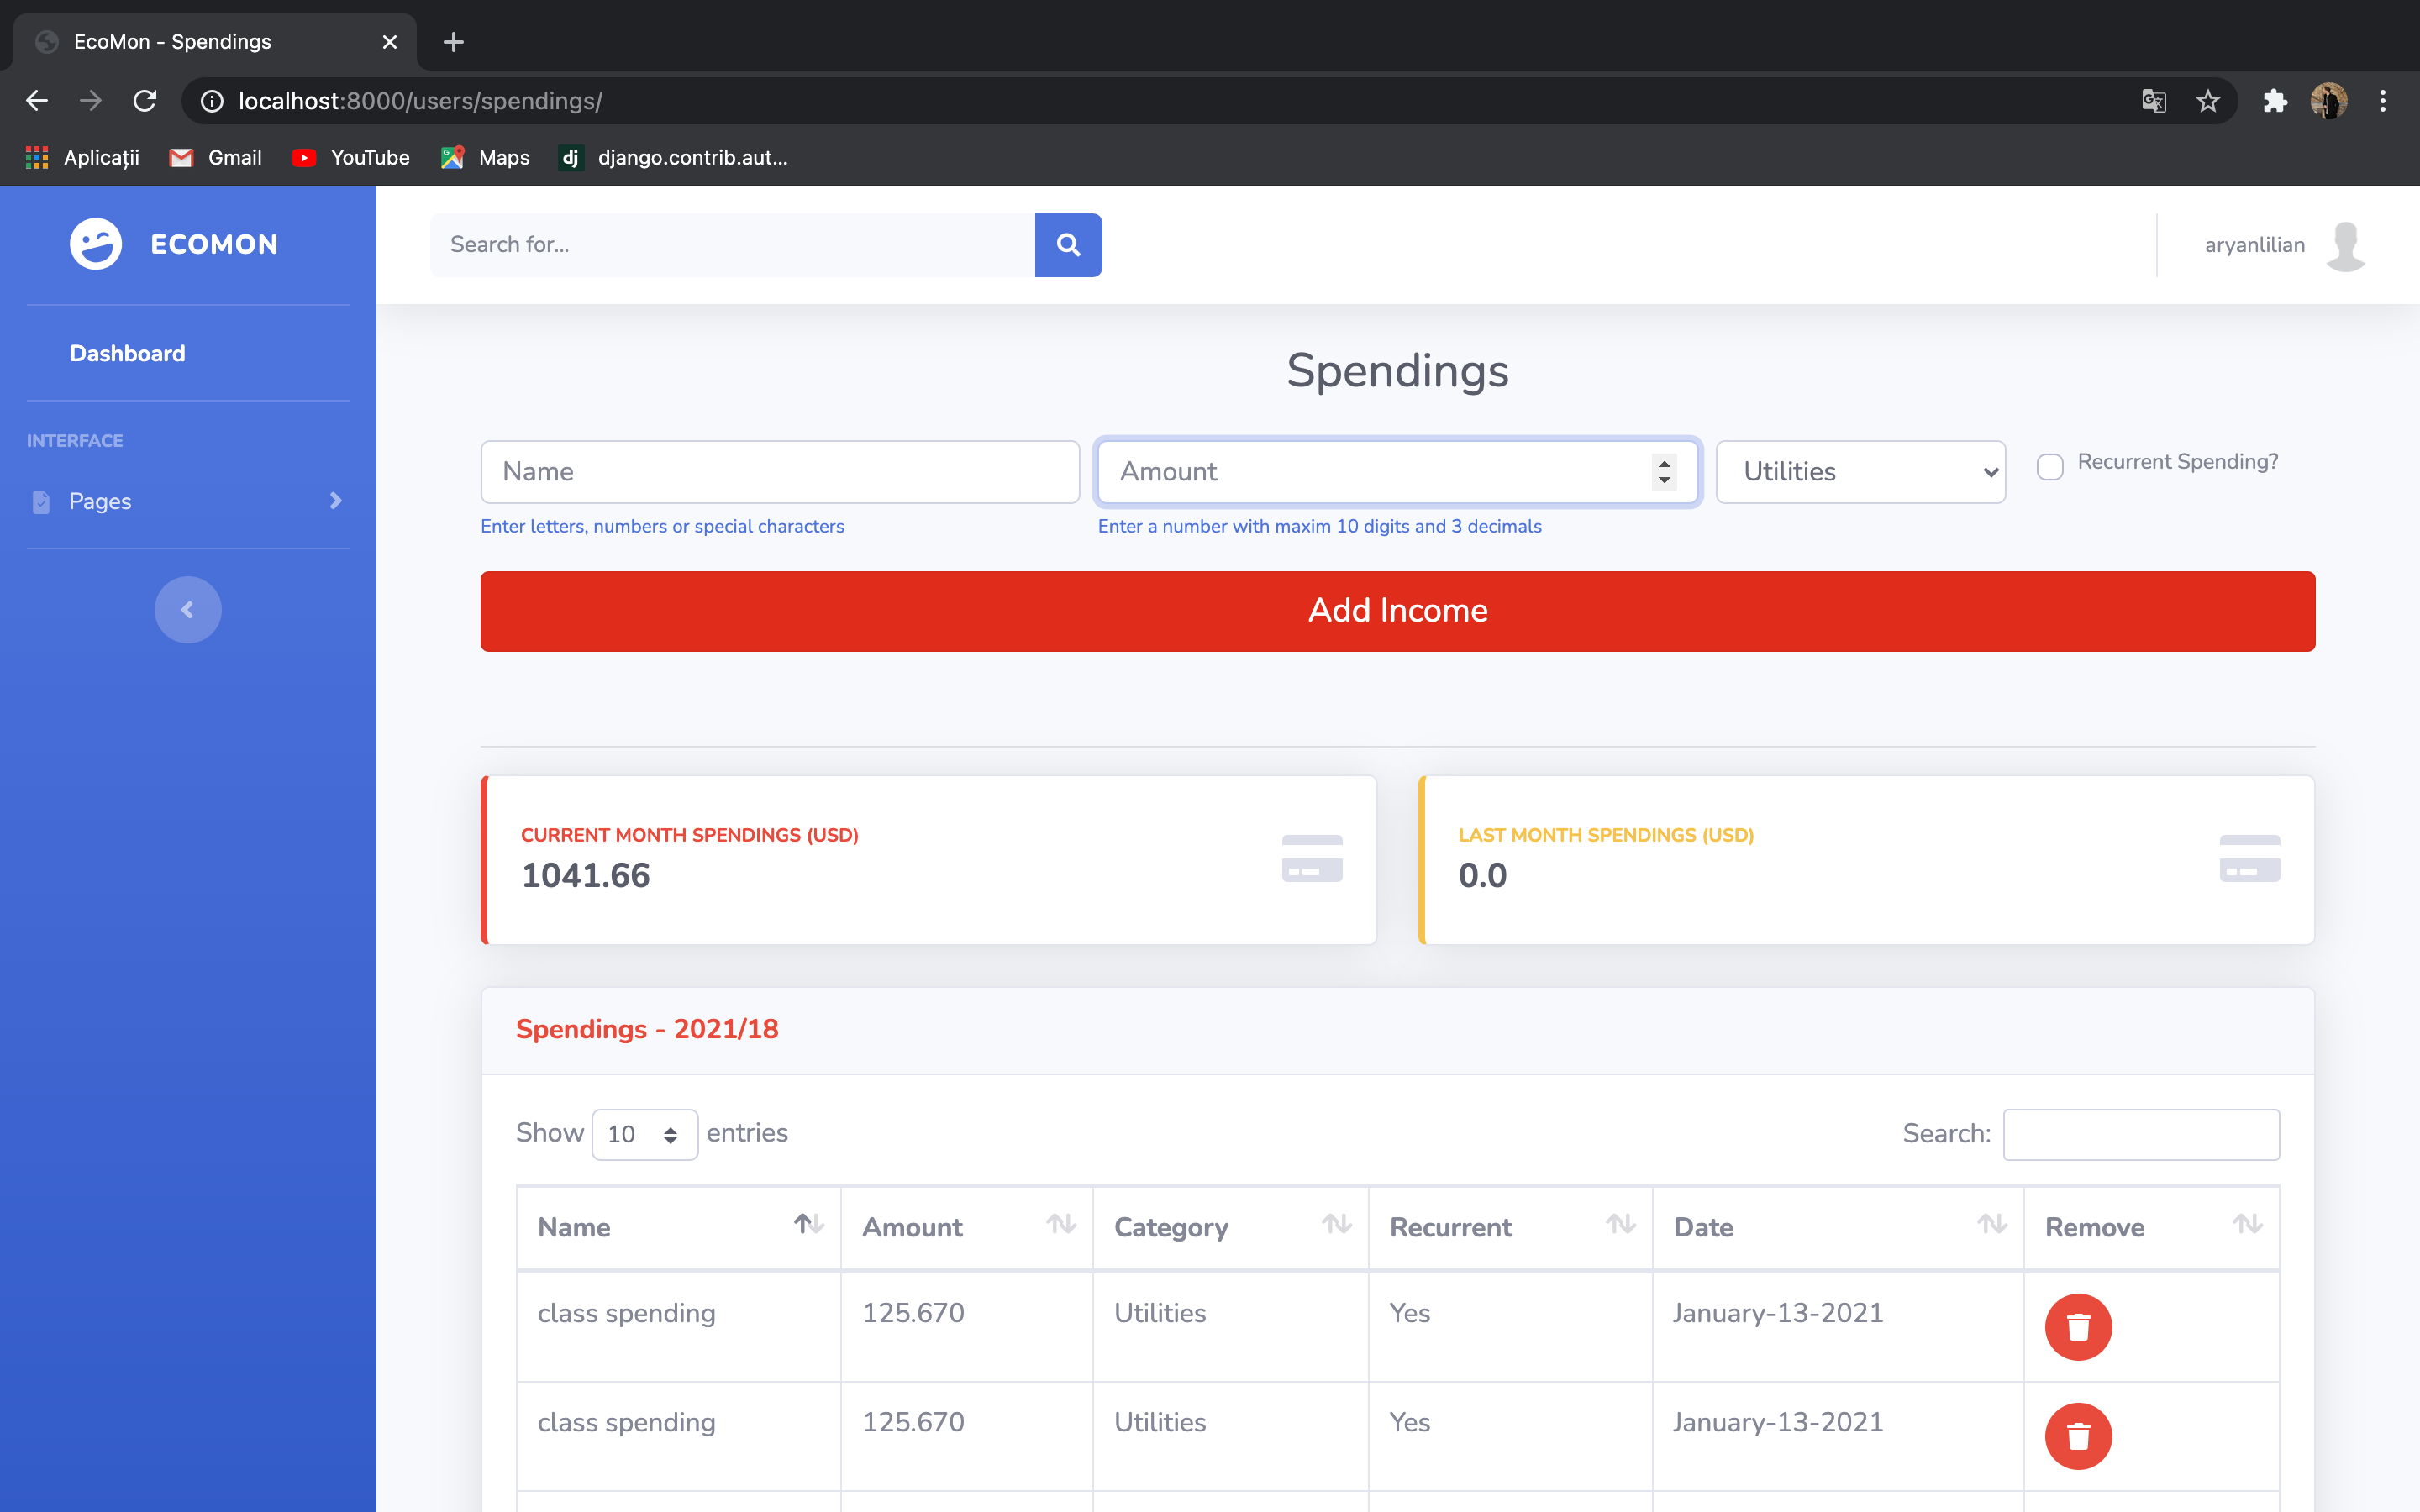 EcoMon - Spendings
localhost:8000/users/spendings/
Aplicații
Gmail
YouTube
Maps
dj
django.contrib.aut...
ECOMON
Search for...
aryanlilian
Dashboard
INTERFACE
Pages
Spendings
Name
Amount
Utilities
Recurrent Spending?
Enter letters, numbers or special characters
Enter a number with maxim 10 digits and 3 decimals
Add Income
CURRENT MONTH SPENDINGS (USD)
1041.66
LAST MONTH SPENDINGS (USD)
0.0
Spendings - 2021/18
Show 10 entries
Search:
Name Amount Category Recurrent Date Remove
class spending 125.670 Utilities Yes January-13-2021
class spending 125.670 Utilities Yes January-13-2021